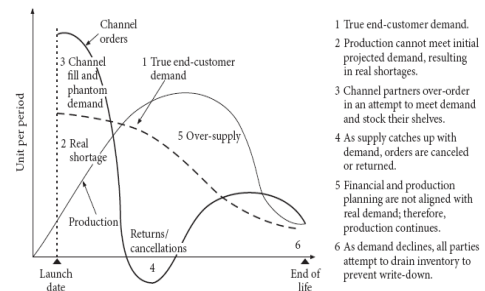 Channel
orders
1 True end-customer
demand
3 Channel
fill and
phantom
demand
5 Over-supply
2 Real
shortage
Production
Returns/
cancellations
4
6
Unit per period
Launch
date
End of
life
1 True end-customer demand.
2 Production cannot meet initial
projected demand, resulting
in real shortages.
3 Channel partners over-order
in an attempt to meet demand
and stock their shelves.
4 As supply catches up with
demand, orders are canceled
or returned.
5 Financial and production
planning are not aligned with
real demand; therefore,
production continues.
6 As demand declines, all parties
attempt to drain inventory to
prevent write-down.